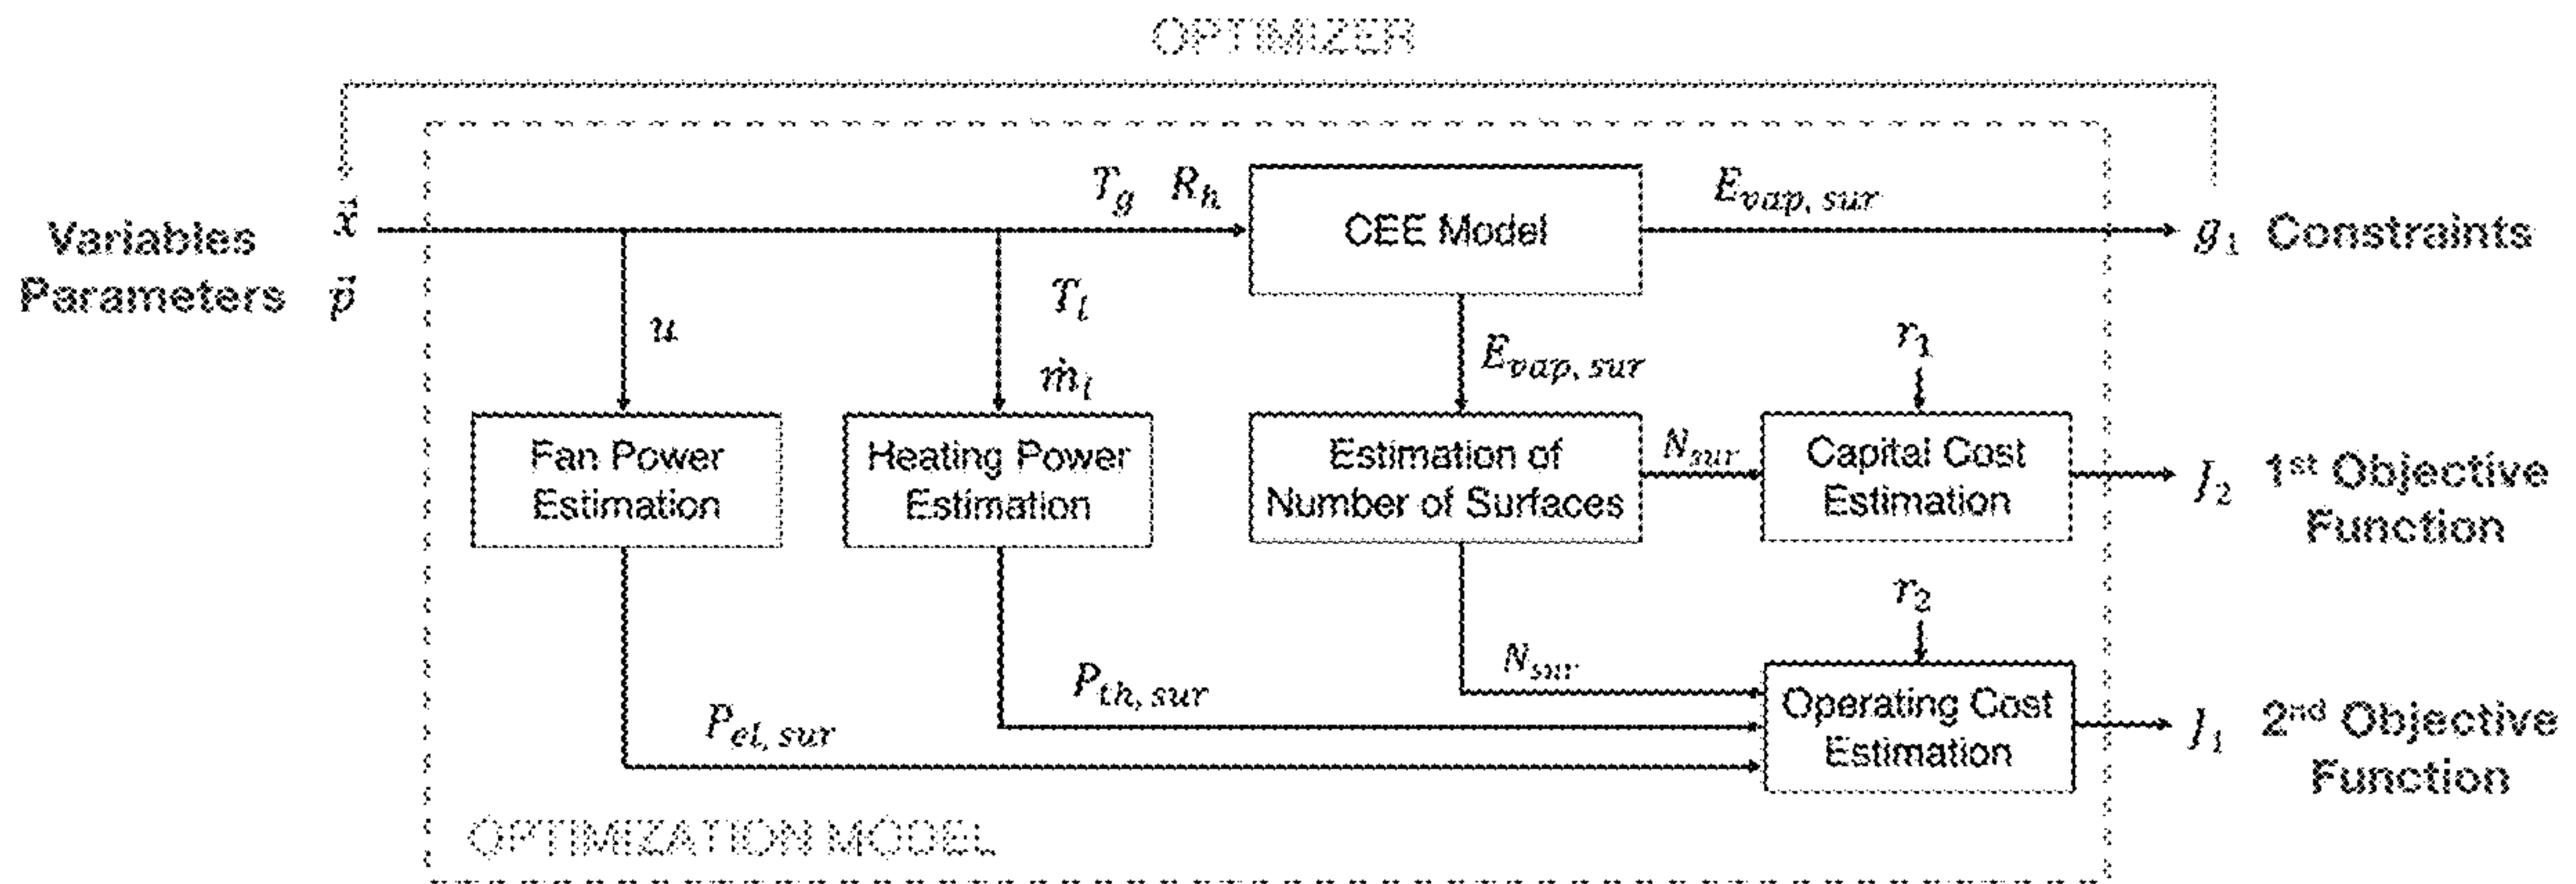 OPTIMIZER
Variables
Parameters
x⃗
p⃗
T_g R_h
CEE Model
E_vap, sur
g_1 Constraints
u
T_l
ṁ_l
E_vap, sur
r_1
Fan Power
Estimation
Heating Power
Estimation
Estimation of
Number of Surfaces
N_sur
Capital Cost
Estimation
J_2 1st Objective
Function
r_2
N_sur
P_th, sur
P_el, sur
Operating Cost
Estimation
J_1 2nd Objective
Function
OPTIMIZATION MODEL